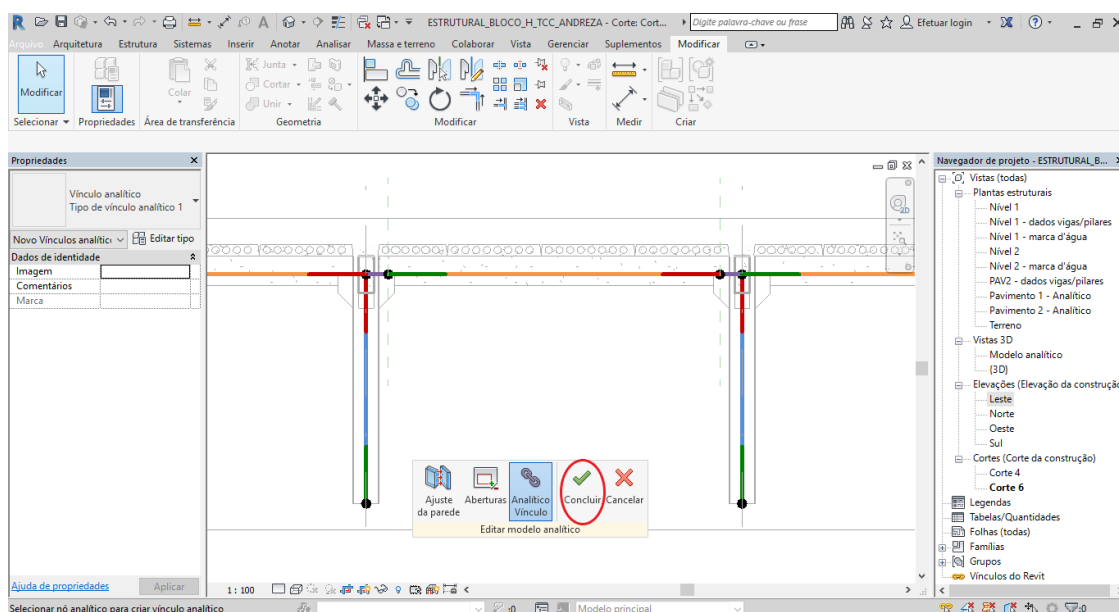 R
ESTRUTURAL_BLOCO_H_TCC_ANDREZA - Corte: Cort...
Digite palavra-chave ou frase
Efetuar login
Arquivo Arquitetura Estrutura Sistemas Inserir Anotar Analisar Massa e terreno Colaborar Vista Gerenciar Suplementos Modificar
Modificar
Colar
Junta
Cortar
Unir
Selecionar Propriedades Área de transferência Geometria Modificar Vista Medir Criar
Propriedades
Vínculo analítico
Tipo de vínculo analítico 1
Novo Vínculos analític Editar tipo
Dados de identidade
Imagem
Comentários
Marca
Ajuda de propriedades Aplicar
2D
Ajuste da parede
Aberturas
Analítico Vínculo
Concluir
Cancelar
Editar modelo analítico
1 : 100
Navegador de projeto - ESTRUTURAL_B...
Vistas (todas)
Plantas estruturais
Nível 1
Nível 1 - dados vigas/pilares
Nível 1 - marca d'água
Nível 2
Nível 2 - marca d'água
PAV2 - dados vigas/pilares
Pavimento 1 - Analítico
Pavimento 2 - Analítico
Terreno
Vistas 3D
Modelo analítico
{3D}
Elevações (Elevação da construçã
Leste
Norte
Oeste
Sul
Cortes (Corte da construção)
Corte 4
Corte 6
Legendas
Tabelas/Quantidades
Folhas (todas)
Famílias
Grupos
Vínculos do Revit
Selecionar nó analítico para criar vínculo analítico
:0
Modelo principal
:0